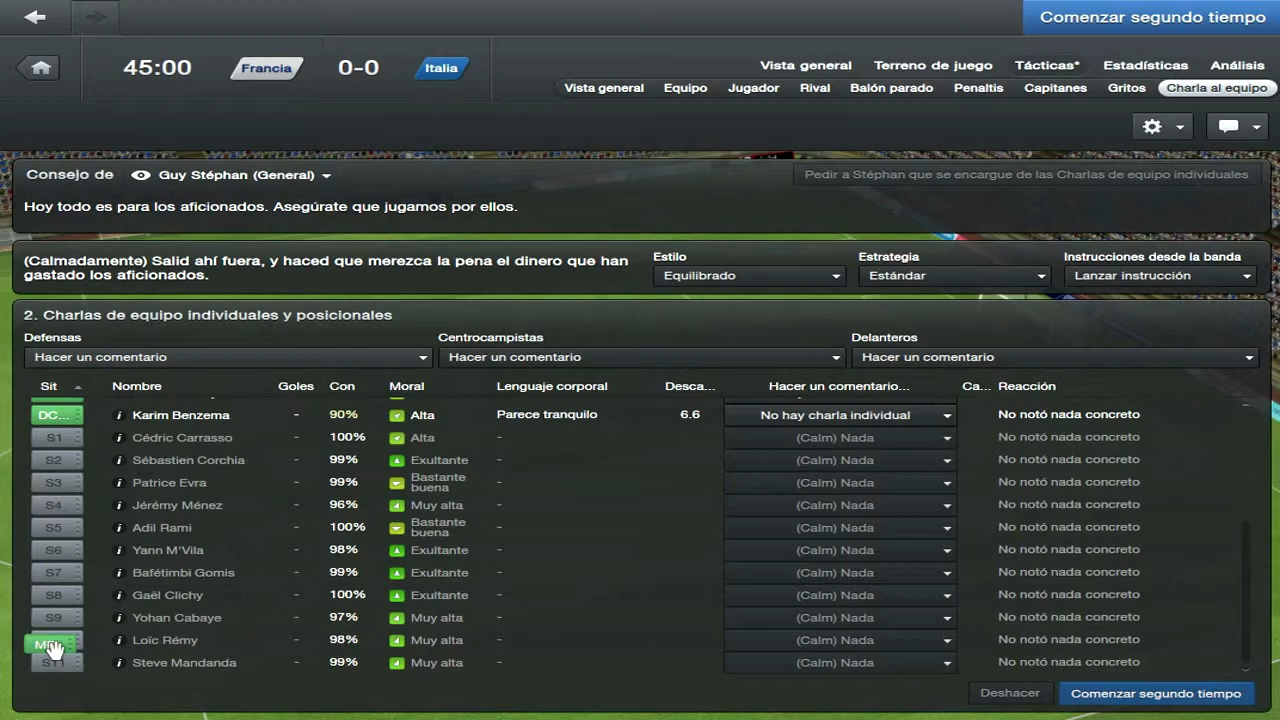 Comenzar segundo tiempo
45:00 Francia 0-0 Italia
Vista general Terreno de juego Tácticas* Estadísticas Análisis
Vista general Equipo Jugador Rival Balón parado Penaltis Capitanes Gritos Charla al equipo
Consejo de Guy Stéphan (General) Pedir a Stéphan que se encargue de las Charlas de equipo individuales
Hoy todo es para los aficionados. Asegúrate que jugamos por ellos.
(Calmadamente) Salid ahí fuera, y haced que merezca la pena el dinero que han
gastado los aficionados.
Estilo Estrategia Instrucciones desde la banda
Equilibrado Estándar Lanzar instrucción
2. Charlas de equipo individuales y posicionales
Defensas Centrocampistas Delanteros
Hacer un comentario Hacer un comentario Hacer un comentario
Sit Nombre Goles Con Moral Lenguaje corporal Desca... Hacer un comentario... Ca... Reacción
DC... i Karim Benzema - 90% Alta Parece tranquilo 6.6 No hay charla individual No notó nada concreto
S1 i Cédric Carrasso - 100% Alta - (Calm) Nada No notó nada concreto
S2 i Sébastien Corchia - 99% Exultante - (Calm) Nada No notó nada concreto
S3 i Patrice Evra - 99% Bastante buena - (Calm) Nada No notó nada concreto
S4 i Jérémy Ménez - 96% Muy alta - (Calm) Nada No notó nada concreto
S5 i Adil Rami - 100% Bastante buena - (Calm) Nada No notó nada concreto
S6 i Yann M'Vila - 98% Exultante - (Calm) Nada No notó nada concreto
S7 i Bafétimbi Gomis - 99% Exultante - (Calm) Nada No notó nada concreto
S8 i Gaël Clichy - 100% Exultante - (Calm) Nada No notó nada concreto
S9 i Yohan Cabaye - 97% Muy alta - (Calm) Nada No notó nada concreto
i Loïc Rémy - 98% Muy alta - (Calm) Nada No notó nada concreto
S11 i Steve Mandanda - 99% Muy alta - (Calm) Nada No notó nada concreto
Deshacer Comenzar segundo tiempo